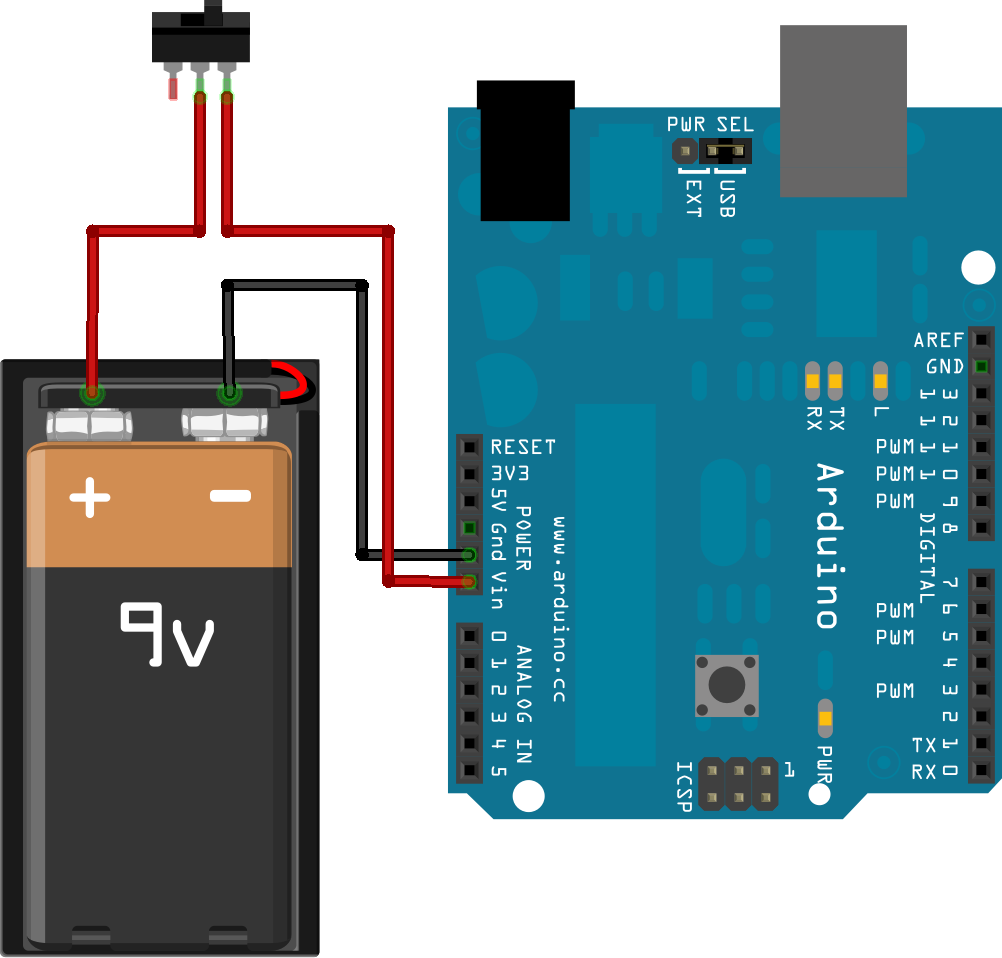 PWR SEL
EXT
USB
AREF
GND
13
12
PWM 11
PWM 10
PWM 9
8
DIGITAL
7
PWM 6
PWM 5
4
PWM 3
2
TX 1
RX 0
RX
TX
L
RESET
3V3
5V
Gnd
Vin
POWER
www.arduino.cc
Arduino
0
1
2
3
4
5
ANALOG IN
PWR
ICSP
1
+ -
9v